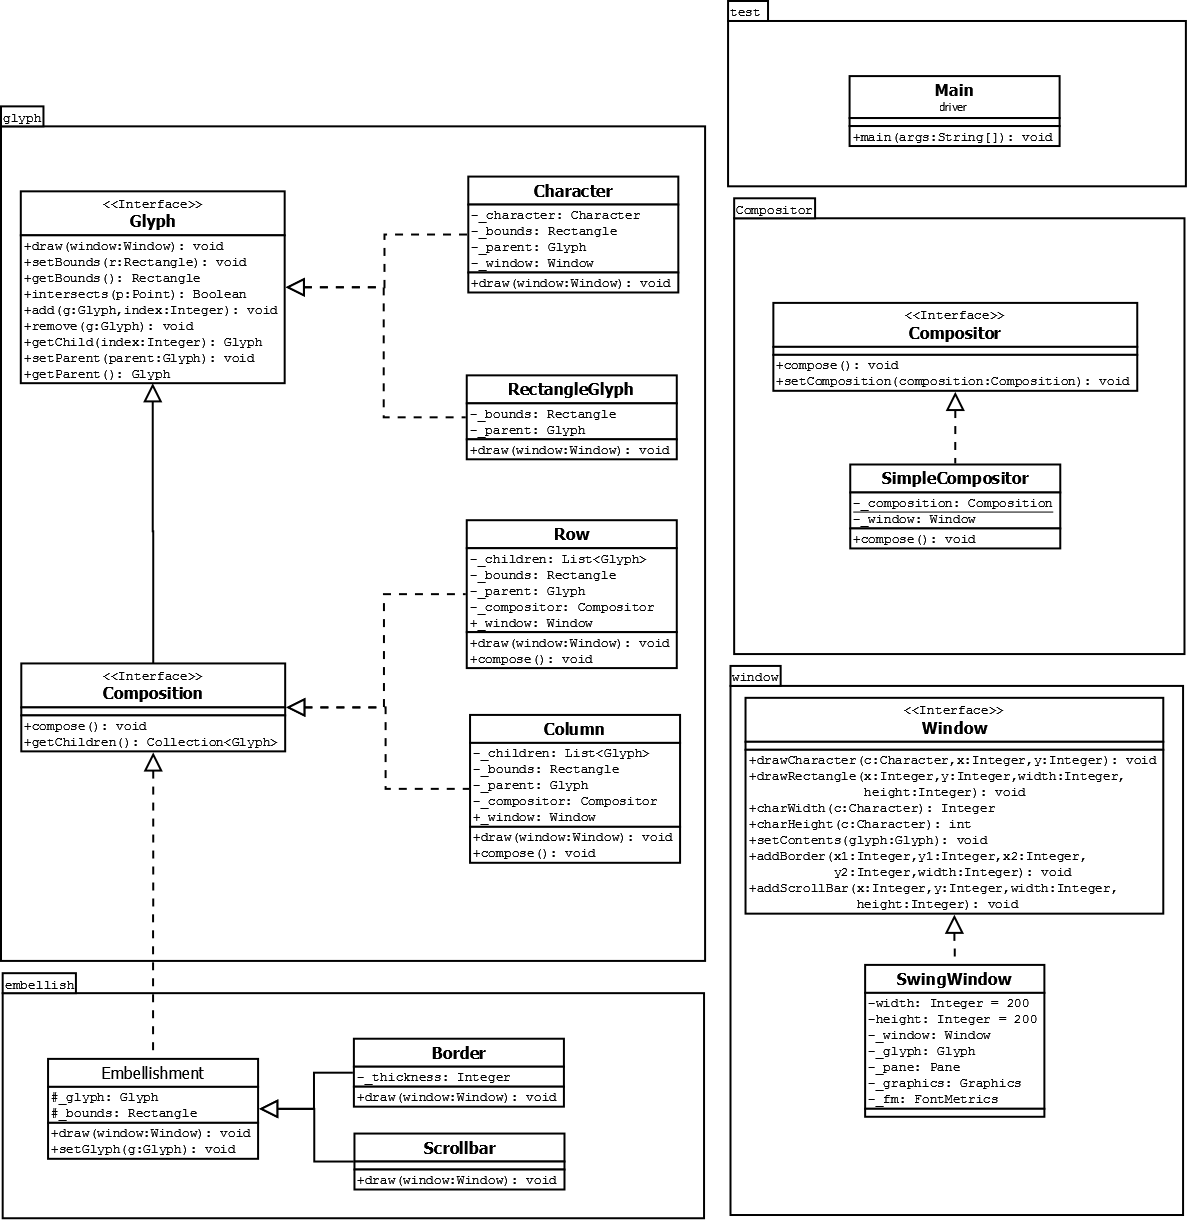 glyph
<<Interface>>
Glyph
+draw(window:Window): void
+setBounds(r:Rectangle): void
+getBounds(): Rectangle
+intersects(p:Point): Boolean
+add(g:Glyph,index:Integer): void
+remove(g:Glyph): void
+getChild(index:Integer): Glyph
+setParent(parent:Glyph): void
+getParent(): Glyph
Character
-_character: Character
-_bounds: Rectangle
-_parent: Glyph
-_window: Window
+draw(window:Window): void
RectangleGlyph
-_bounds: Rectangle
-_parent: Glyph
+draw(window:Window): void
Row
-_children: List<Glyph>
-_bounds: Rectangle
-_parent: Glyph
-_compositor: Compositor
+_window: Window
+draw(window:Window): void
+compose(): void
<<Interface>>
Composition
+compose(): void
+getChildren(): Collection<Glyph>
Column
-_children: List<Glyph>
-_bounds: Rectangle
-_parent: Glyph
-_compositor: Compositor
+_window: Window
+draw(window:Window): void
+compose(): void
embellish
Embellishment
#_glyph: Glyph
#_bounds: Rectangle
+draw(window:Window): void
+setGlyph(g:Glyph): void
Border
-_thickness: Integer
+draw(window:Window): void
Scrollbar
+draw(window:Window): void
test
Main
driver
+main(args:String[]): void
Compositor
<<Interface>>
Compositor
+compose(): void
+setComposition(composition:Composition): void
SimpleCompositor
-_composition: Composition
-_window: Window
+compose(): void
window
<<Interface>>
Window
+drawCharacter(c:Character,x:Integer,y:Integer): void
+drawRectangle(x:Integer,y:Integer,width:Integer,
height:Integer): void
+charWidth(c:Character): Integer
+charHeight(c:Character): int
+setContents(glyph:Glyph): void
+addBorder(x1:Integer,y1:Integer,x2:Integer,
y2:Integer,width:Integer): void
+addScrollBar(x:Integer,y:Integer,width:Integer,
height:Integer): void
SwingWindow
-width: Integer = 200
-height: Integer = 200
-_window: Window
-_glyph: Glyph
-_pane: Pane
-_graphics: Graphics
-_fm: FontMetrics